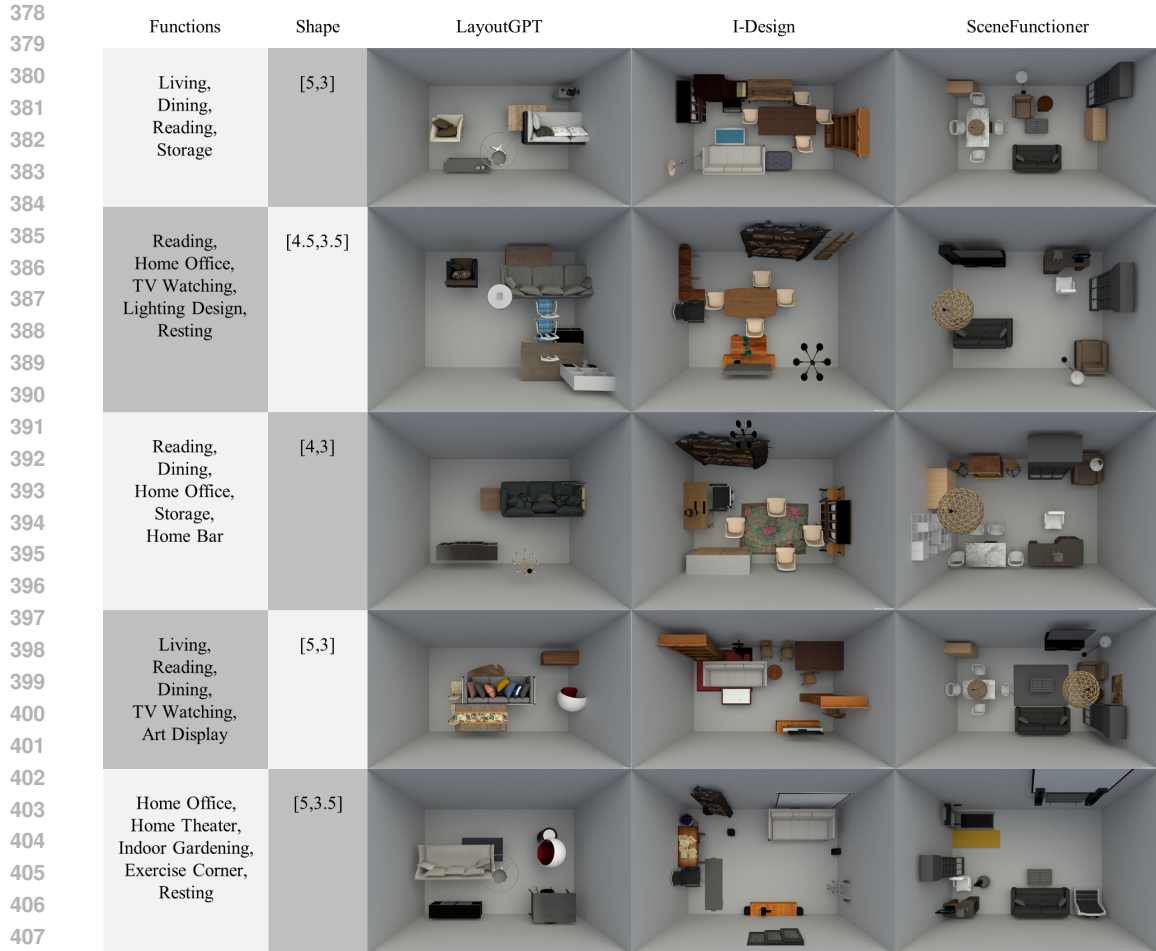 Functions Shape LayoutGPT I-Design SceneFunctioner
378
379
380
381
382
383
384
385
386
387
388
389
390
391
392
393
394
395
396
397
398
399
400
401
402
403
404
405
406
407
Living,
Dining,
Reading,
Storage
[5,3]
Reading,
Home Office,
TV Watching,
Lighting Design,
Resting
[4.5,3.5]
Reading,
Dining,
Home Office,
Storage,
Home Bar
[4,3]
Living,
Reading,
Dining,
TV Watching,
Art Display
[5,3]
Home Office,
Home Theater,
Indoor Gardening,
Exercise Corner,
Resting
[5,3.5]